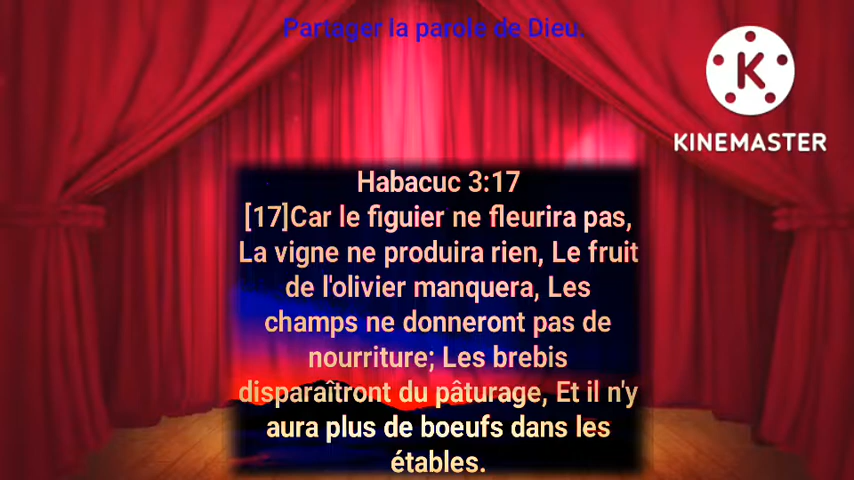 Partager la parole de Dieu.
K
KINEMASTER
Habacuc 3:17
[17]Car le figuier ne fleurira pas,
La vigne ne produira rien, Le fruit
de l'olivier manquera, Les
champs ne donneront pas de
nourriture; Les brebis
disparaîtront du pâturage, Et il n'y
aura plus de boeufs dans les
étables.